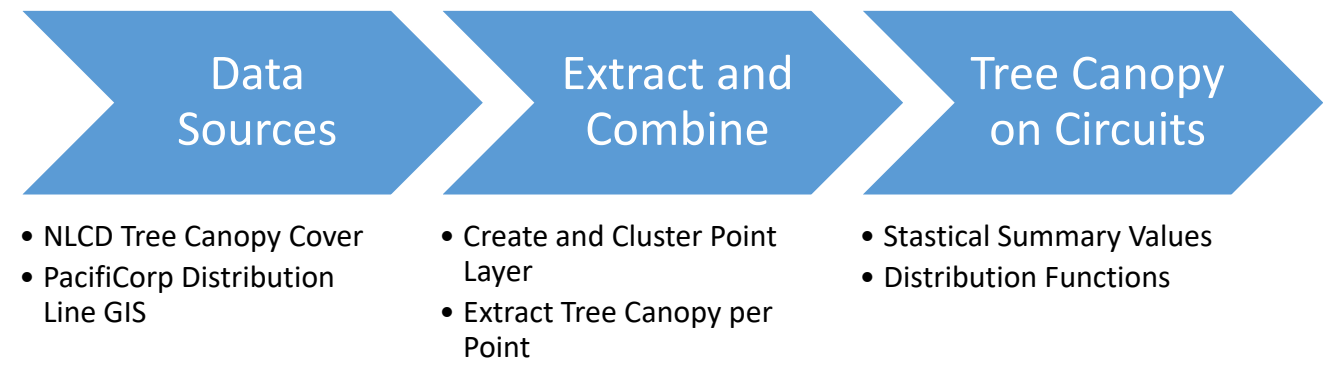 Data
Sources
• NLCD Tree Canopy Cover
• PacifiCorp Distribution
Line GIS
Extract and
Combine
• Create and Cluster Point
Layer
• Extract Tree Canopy per
Point
Tree Canopy
on Circuits
• Stastical Summary Values
• Distribution Functions